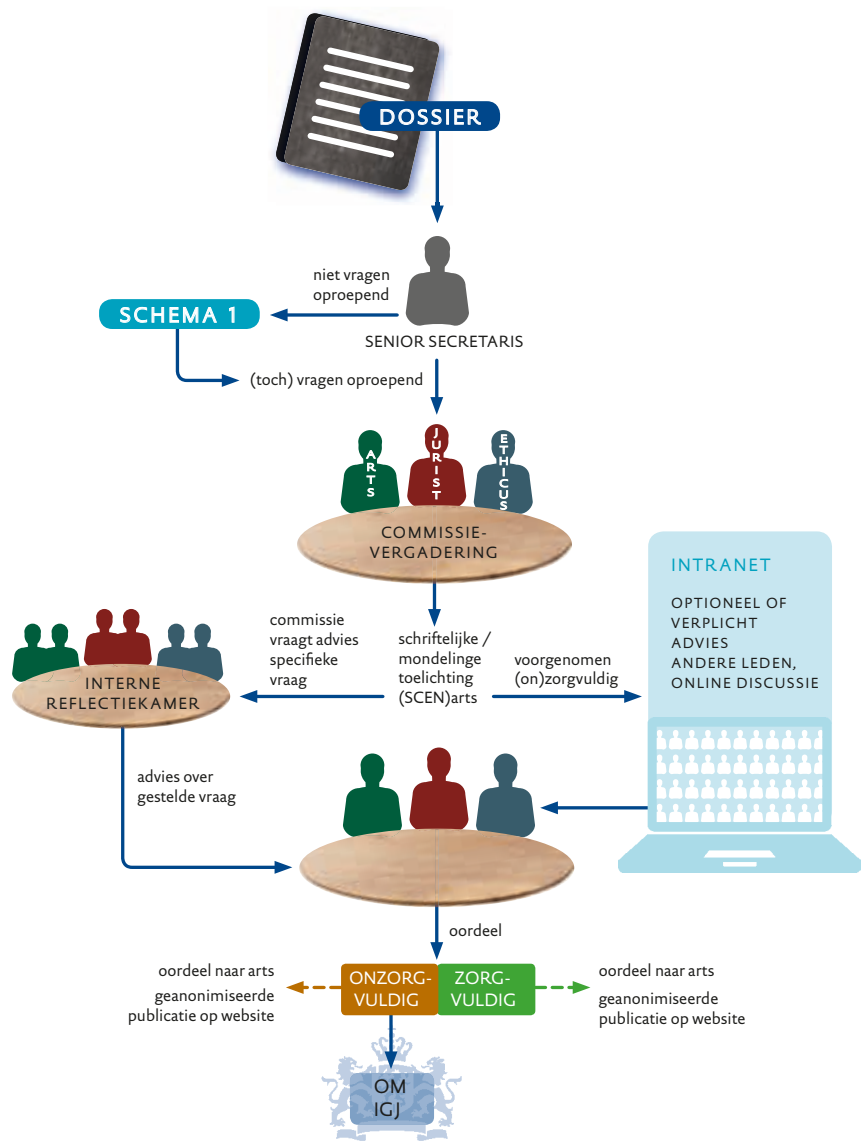 DOSSIER
niet vragen
oproepend
SCHEMA 1
SENIOR SECRETARIS
(toch) vragen oproepend
ARTS
JURIST
ETHICUS
COMMISSIE-
VERGADERING
INTRANET
OPTIONEEL OF
VERPLICHT
ADVIES
ANDERE LEDEN,
ONLINE DISCUSSIE
commissie
vraagt advies
specifieke
vraag
schriftelijke /
mondelinge
toelichting
(SCEN)arts
voorgenomen
(on)zorgvuldig
INTERNE
REFLECTIEKAMER
advies over
gestelde vraag
oordeel
oordeel naar arts
geanonimiseerde
publicatie op website
ONZORG-
VULDIG
ZORG-
VULDIG
oordeel naar arts
geanonimiseerde
publicatie op website
OM
IGJ